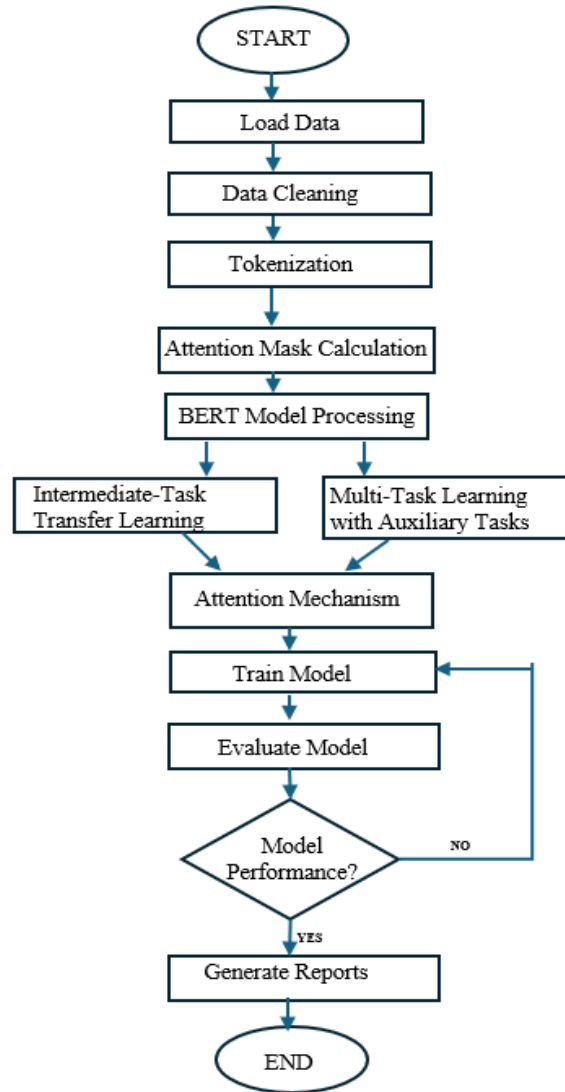 START
Load Data
Data Cleaning
Tokenization
Attention Mask Calculation
BERT Model Processing
Intermediate-Task
Transfer Learning
Multi-Task Learning
with Auxiliary Tasks
Attention Mechanism
Train Model
Evaluate Model
Model
Performance?
NO
YES
Generate Reports
END